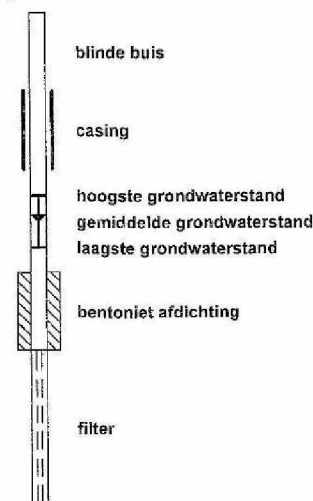 blinde buis
casing
hoogste grondwaterstand
gemiddelde grondwaterstand
laagste grondwaterstand
bentoniet afdichting
filter